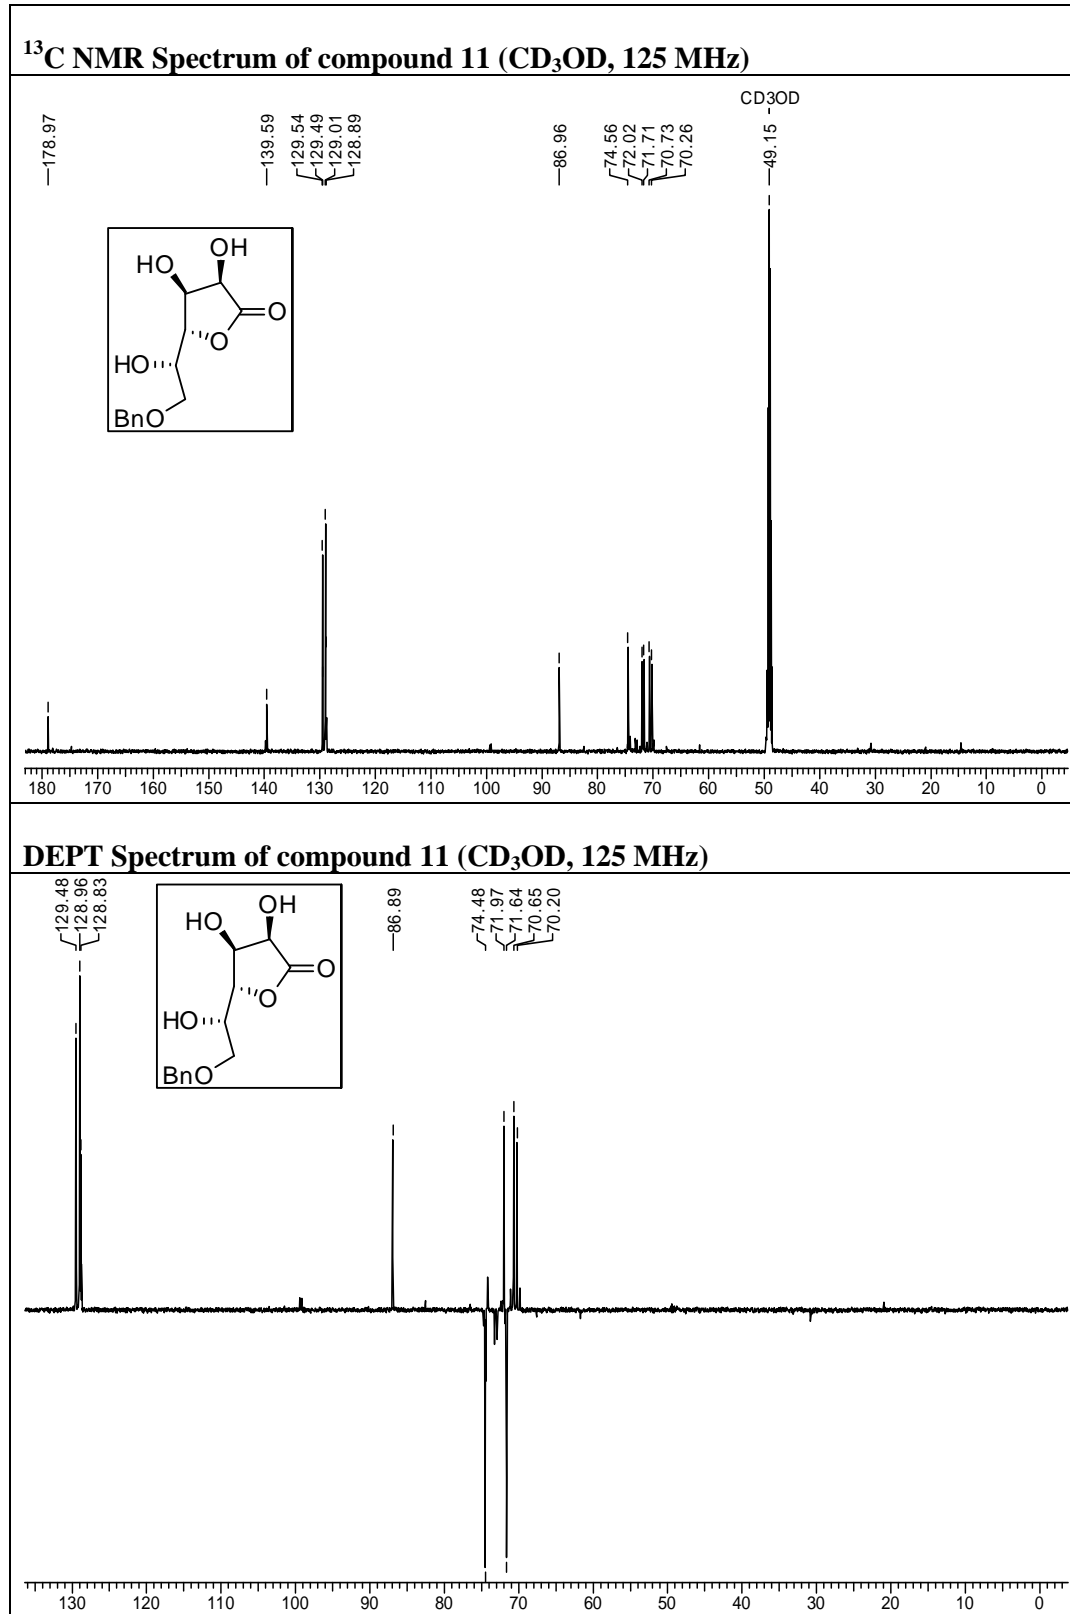 ¹³C NMR Spectrum of compound 11 (CD₃OD, 125 MHz)
CD3OD
178.97
139.59
129.54
129.49
129.01
128.89
86.96
74.56
72.02
71.71
70.73
70.26
49.15
OH
HO
O
O
HO
BnO
180 170 160 150 140 130 120 110 100 90 80 70 60 50 40 30 20 10 0
DEPT Spectrum of compound 11 (CD₃OD, 125 MHz)
129.48
128.96
128.83
86.89
74.48
71.97
71.64
70.65
70.20
OH
HO
O
O
HO
BnO
130 120 110 100 90 80 70 60 50 40 30 20 10 0